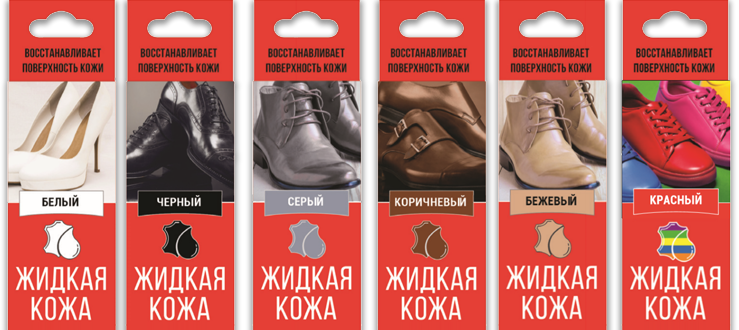 ВОССТАНАВЛИВАЕТ
ПОВЕРХНОСТЬ КОЖИ
БЕЛЫЙ
ЖИДКАЯ
КОЖА
ВОССТАНАВЛИВАЕТ
ПОВЕРХНОСТЬ КОЖИ
ЧЕРНЫЙ
ЖИДКАЯ
КОЖА
ВОССТАНАВЛИВАЕТ
ПОВЕРХНОСТЬ КОЖИ
СЕРЫЙ
ЖИДКАЯ
КОЖА
ВОССТАНАВЛИВАЕТ
ПОВЕРХНОСТЬ КОЖИ
КОРИЧНЕВЫЙ
ЖИДКАЯ
КОЖА
ВОССТАНАВЛИВАЕТ
ПОВЕРХНОСТЬ КОЖИ
БЕЖЕВЫЙ
ЖИДКАЯ
КОЖА
ВОССТАНАВЛИВАЕТ
ПОВЕРХНОСТЬ КОЖИ
КРАСНЫЙ
ЖИДКАЯ
КОЖА